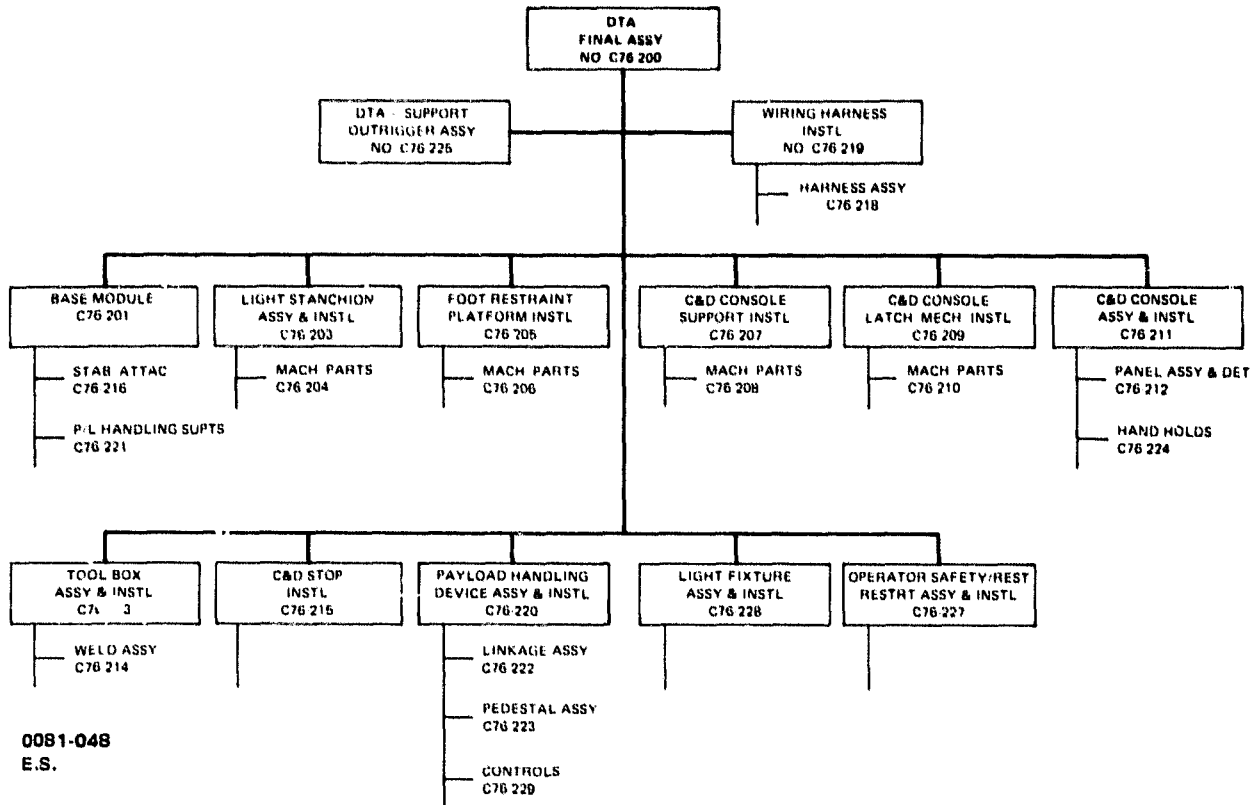 DTA
FINAL ASSY
NO C76 200
DTA - SUPPORT
OUTRIGGER ASSY
NO C76 225
WIRING HARNESS
INSTL
NO C76 219
HARNESS ASSY
C76 218
BASE MODULE
C76 201
STAB ATTAC
C76 216
P/L HANDLING SUPTS
C76 221
LIGHT STANCHION
ASSY & INSTL
C76 203
MACH PARTS
C76 204
FOOT RESTRAINT
PLATFORM INSTL
C76 205
MACH PARTS
C76 206
C&D CONSOLE
SUPPORT INSTL
C76 207
MACH PARTS
C76 208
C&D CONSOLE
LATCH MECH INSTL
C76 209
MACH PARTS
C76 210
C&D CONSOLE
ASSY & INSTL
C76 211
PANEL ASSY & DET
C76 212
HAND HOLDS
C76 224
TOOL BOX
ASSY & INSTL
WELD ASSY
C76 214
C&D STOP
INSTL
C76 215
PAYLOAD HANDLING
DEVICE ASSY & INSTL
C76-220
LINKAGE ASSY
C76 222
PEDESTAL ASSY
C76 223
CONTROLS
C76 229
LIGHT FIXTURE
ASSY & INSTL
C76 228
OPERATOR SAFETY/REST
RESTRT ASSY & INSTL
C76-227
0081-048
E.S.